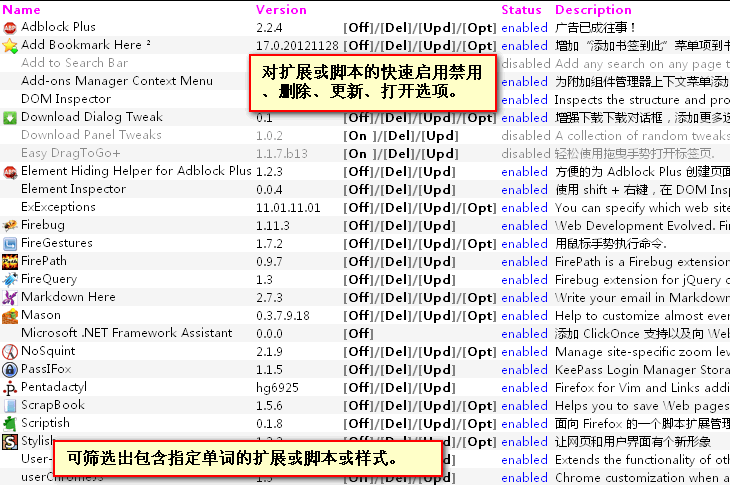 Name Version Status Description
Adblock Plus 2.2.4 [Off]/[Del]/[Upd]/[Opt] enabled 广告已成往事！
Add Bookmark Here ² 17.0.20121128 [Off]/[Del]/[Upd]/[Opt] enabled 增加“添加书签到此”菜单项到书
Add to Search Bar disabled Add any search on any page t
Add-ons Manager Context Menu enabled 为附加组件管理器上下文菜单添加
DOM Inspector enabled Inspects the structure and pro
对扩展或脚本的快速启用禁用
、删除、更新、打开选项。
Download Dialog Tweak 0.1 [Off]/[Del]/[Upd]/[Opt] enabled 增强下载下载对话框，添加更多选
Download Panel Tweaks 1.0.2 [On ]/[Del]/[Upd] disabled A collection of random tweaks
Easy DragToGo+ 1.1.7.b13 [On ]/[Del]/[Upd] disabled 轻松使用拖曳手势打开标签页.
Element Hiding Helper for Adblock Plus 1.2.3 [Off]/[Del]/[Upd] enabled 方便的为 Adblock Plus 创建页面
Element Inspector 0.0.4 [Off]/[Del]/[Upd] enabled 使用 shift + 右键，在 DOM Insp
ExExceptions 11.01.11.01 [Off]/[Del]/[Upd]/[Opt] enabled You can specify which web site
Firebug 1.11.3 [Off]/[Del]/[Upd] enabled Web Development Evolved. Fi
FireGestures 1.7.2 [Off]/[Del]/[Upd]/[Opt] enabled 用鼠标手势执行命令.
FirePath 0.9.7 [Off]/[Del]/[Upd] enabled FirePath is a Firebug extension
FireQuery 1.3 [Off]/[Del]/[Upd] enabled Firebug extension for jQuery d
Markdown Here 2.7.3 [Off]/[Del]/[Upd]/[Opt] enabled Write your email in Markdown
Mason 0.3.7.9.18 [Off]/[Del]/[Upd]/[Opt] enabled Help to customize almost ever
Microsoft .NET Framework Assistant 0.0.0 [Off] enabled 添加 ClickOnce 支持以及向 Web
NoSquint 2.1.9 [Off]/[Del]/[Upd]/[Opt] enabled Manage site-specific zoom lev
PassIFox 1.1.5 [Off]/[Del]/[Upd] enabled KeePass Login Manager Stora
Pentadactyl hg6925 [Off]/[Del]/[Upd]/[Opt] enabled Firefox for Vim and Links addi
ScrapBook 1.5.6 [Off]/[Del]/[Upd]/[Opt] enabled Helps you to save Web pages
Scriptish 0.1.8 [Off]/[Del]/[Upd]/[Opt] enabled 面向 Firefox 的一个脚本扩展管理
Stylish [Off]/[Del]/[Upd]/[Opt] enabled 让网页和用户界面有个新形象
可筛选出包含指定单词的扩展或脚本或样式。
User- enabled Extends the functionality of oth
userChromeJS 1.5 [Off]/[Del]/[Upd] enabled Chrome customization when a